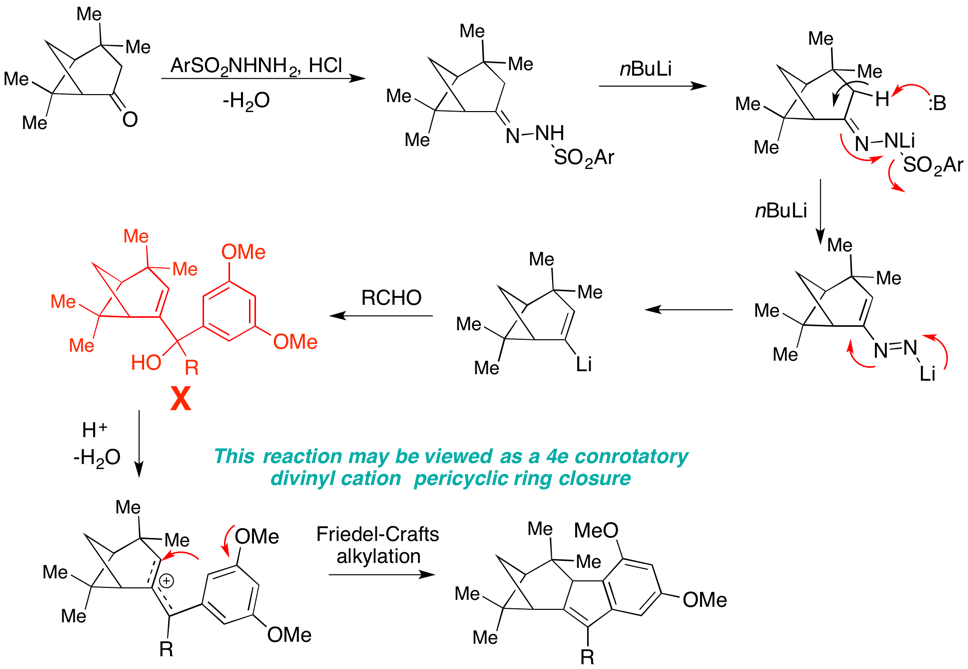 Me
Me
Me
Me
O
ArSO2NHNH2, HCl
-H2O
Me
Me
Me
Me
N
NH
SO2Ar
nBuLi
Me
Me
Me
Me
H
:B
N
NLi
SO2Ar
nBuLi
Me
Me
Me
Me
N=N
Li
Me
Me
Me
Me
Li
RCHO
Me
Me
Me
Me
OMe
OMe
HO
R
X
H+
-H2O
This reaction may be viewed as a 4e conrotatory
divinyl cation pericyclic ring closure
Me
Me
Me
Me
OMe
OMe
+
R
Friedel-Crafts
alkylation
Me
Me
Me
Me
MeO
OMe
R